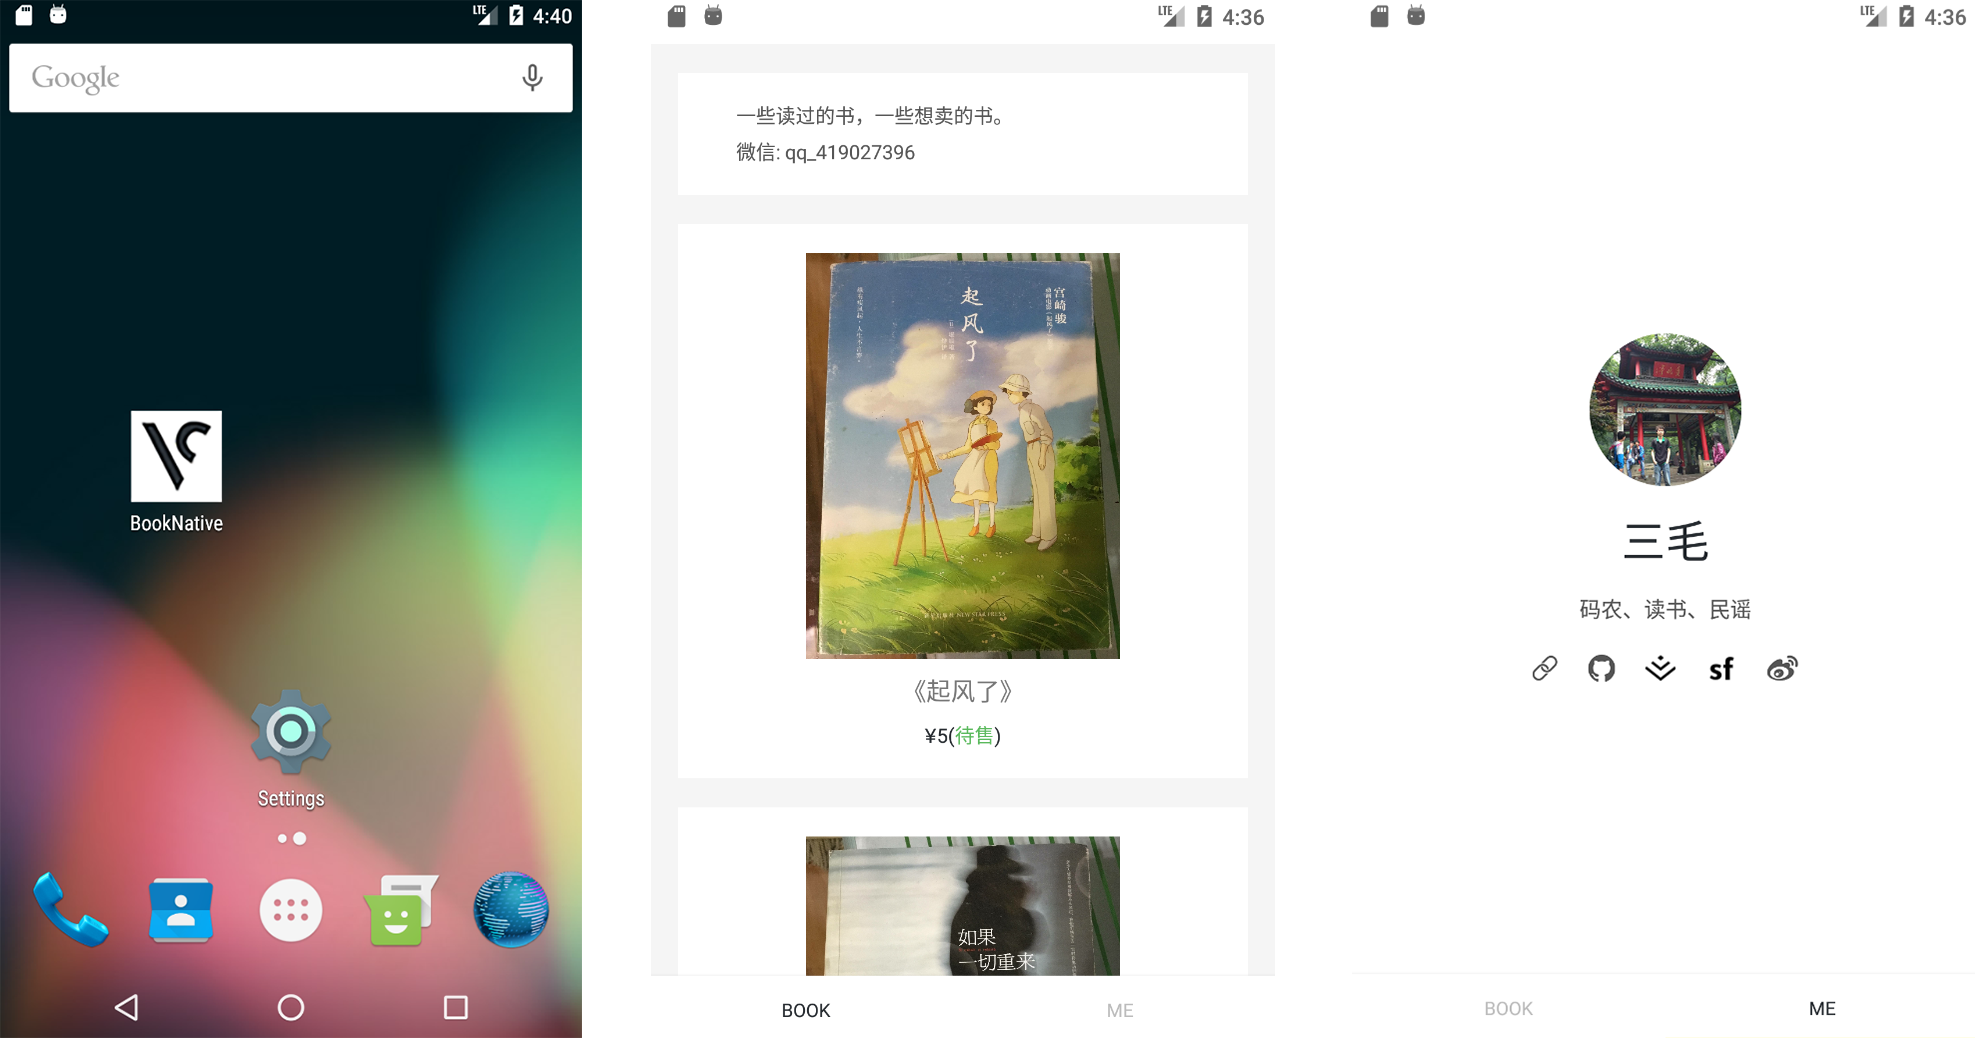 LTE 4:40
Google
BookNative
Settings
LTE 4:36
一些读过的书，一些想卖的书。
微信: qq_419027396
起风了
宫崎骏
NEW STAR PRESS
《起风了》
¥5(待售)
如果
一切重来
BOOK ME
LTE 4:36
三毛
码农、读书、民谣
sf
BOOK ME